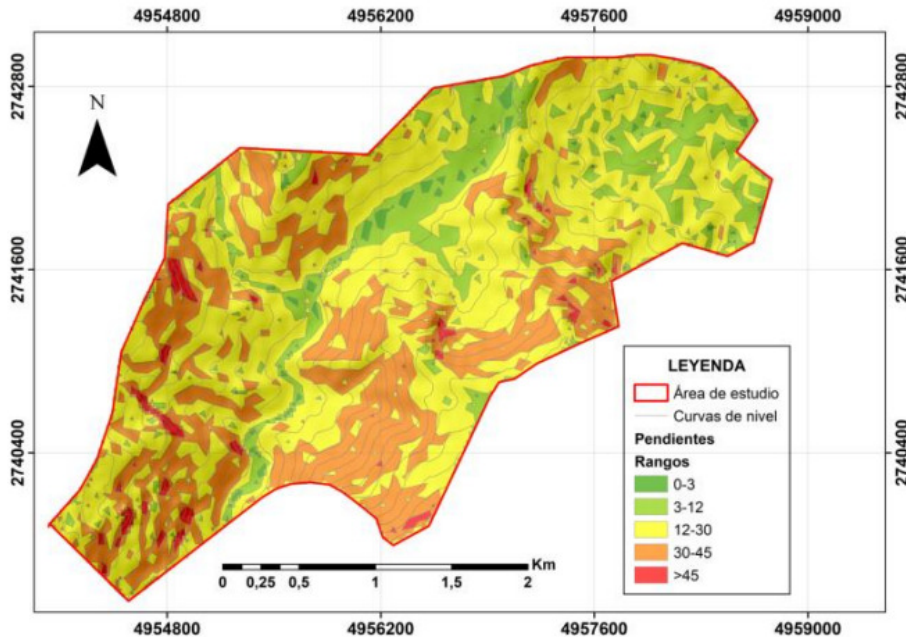 4954800 4956200 4957600 4959000
2742800 2742800
N
2741600 2741600
LEYENDA
Área de estudio
Curvas de nivel
Pendientes
Rangos
0-3
3-12
12-30
30-45
>45
2740400 2740400
Km
0 0,25 0,5 1 1,5 2
4954800 4956200 4957600 4959000